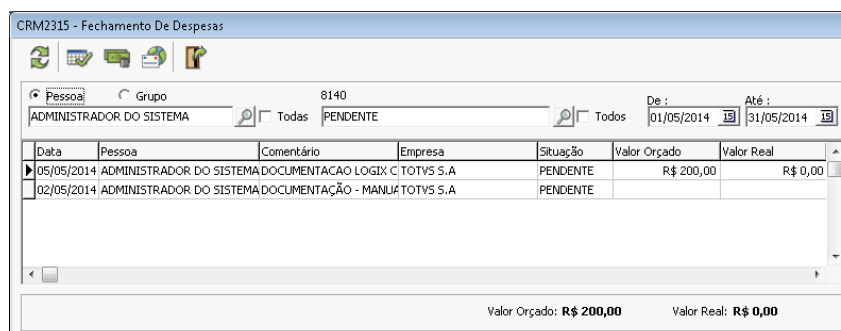 CRM2315 - Fechamento De Despesas
Pessoa Grupo 8140 De : Até :
ADMINISTRADOR DO SISTEMA Todas PENDENTE Todos 01/05/2014 15 31/05/2014 15
Data Pessoa Comentário Empresa Situação Valor Orçado Valor Real
05/05/2014 ADMINISTRADOR DO SISTEMA DOCUMENTACAO LOGIX C TOTVS S.A PENDENTE R$ 200,00 R$ 0,00
02/05/2014 ADMINISTRADOR DO SISTEMA DOCUMENTAÇÃO - MANUA TOTVS S.A PENDENTE
Valor Orçado: R$ 200,00 Valor Real: R$ 0,00